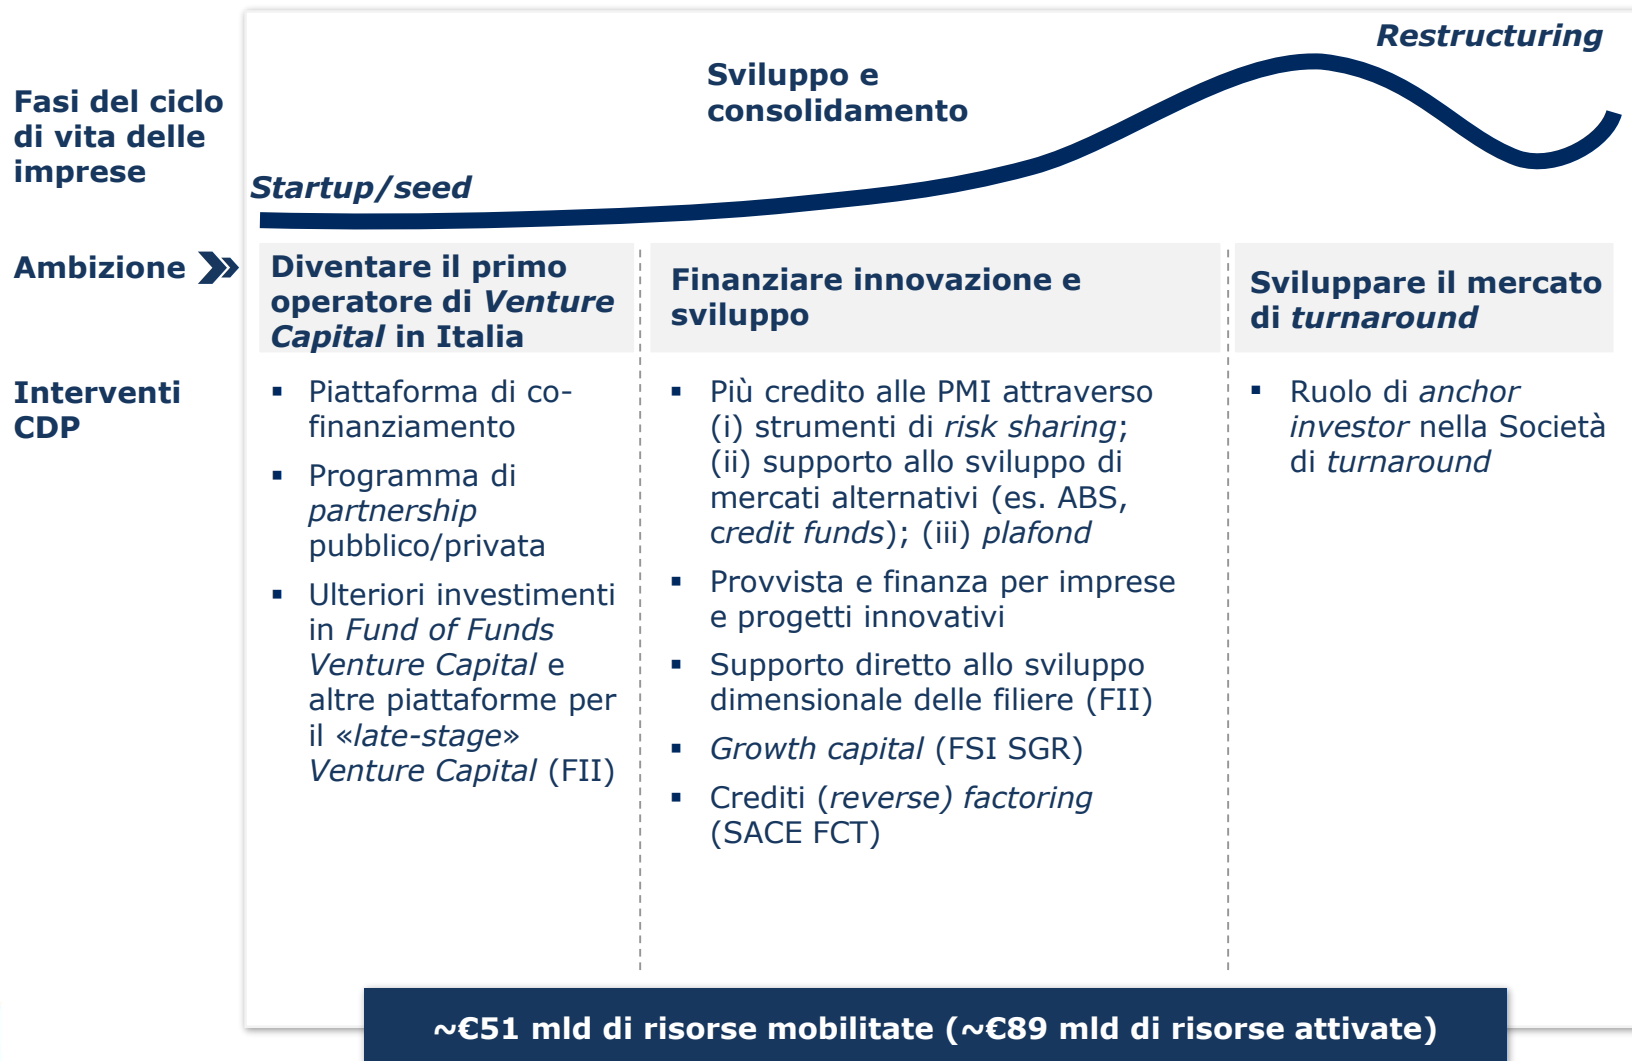 Restructuring
Sviluppo e
consolidamento
Fasi del ciclo
di vita delle
imprese
Startup/seed
Ambizione
Diventare il primo
operatore di Venture
Capital in Italia
Finanziare innovazione e
sviluppo
Sviluppare il mercato
di turnaround
Interventi
CDP
▪ Piattaforma di co-
finanziamento
▪ Programma di
partnership
pubblico/privata
▪ Ulteriori investimenti
in Fund of Funds
Venture Capital e
altre piattaforme per
il «late-stage»
Venture Capital (FII)
▪ Più credito alle PMI attraverso
(i) strumenti di risk sharing;
(ii) supporto allo sviluppo di
mercati alternativi (es. ABS,
credit funds); (iii) plafond
▪ Provvista e finanza per imprese
e progetti innovativi
▪ Supporto diretto allo sviluppo
dimensionale delle filiere (FII)
▪ Growth capital (FSI SGR)
▪ Crediti (reverse) factoring
(SACE FCT)
▪ Ruolo di anchor
investor nella Società
di turnaround
~€51 mld di risorse mobilitate (~€89 mld di risorse attivate)